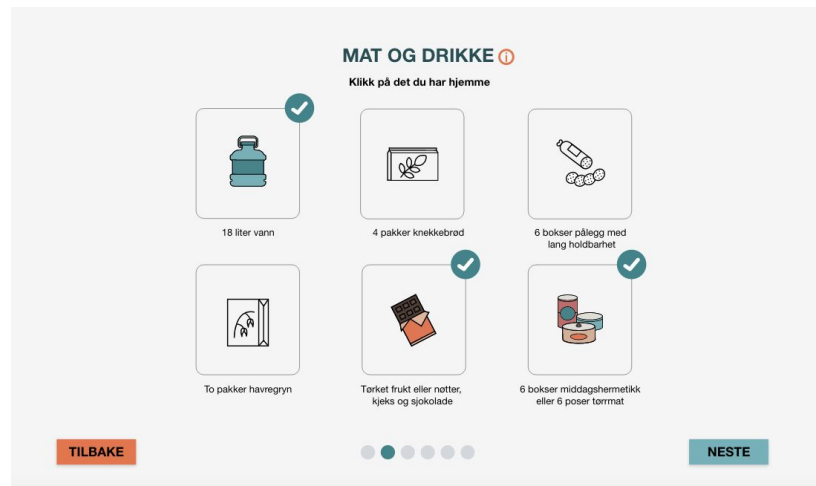 MAT OG DRIKKE
Klikk på det du har hjemme
18 liter vann
4 pakker knekkebrød
6 bokser pålegg med
lang holdbarhet
To pakker havregryn
Tørket frukt eller nøtter,
kjeks og sjokolade
6 bokser middagshermetikk
eller 6 poser tørrmat
TILBAKE
NESTE